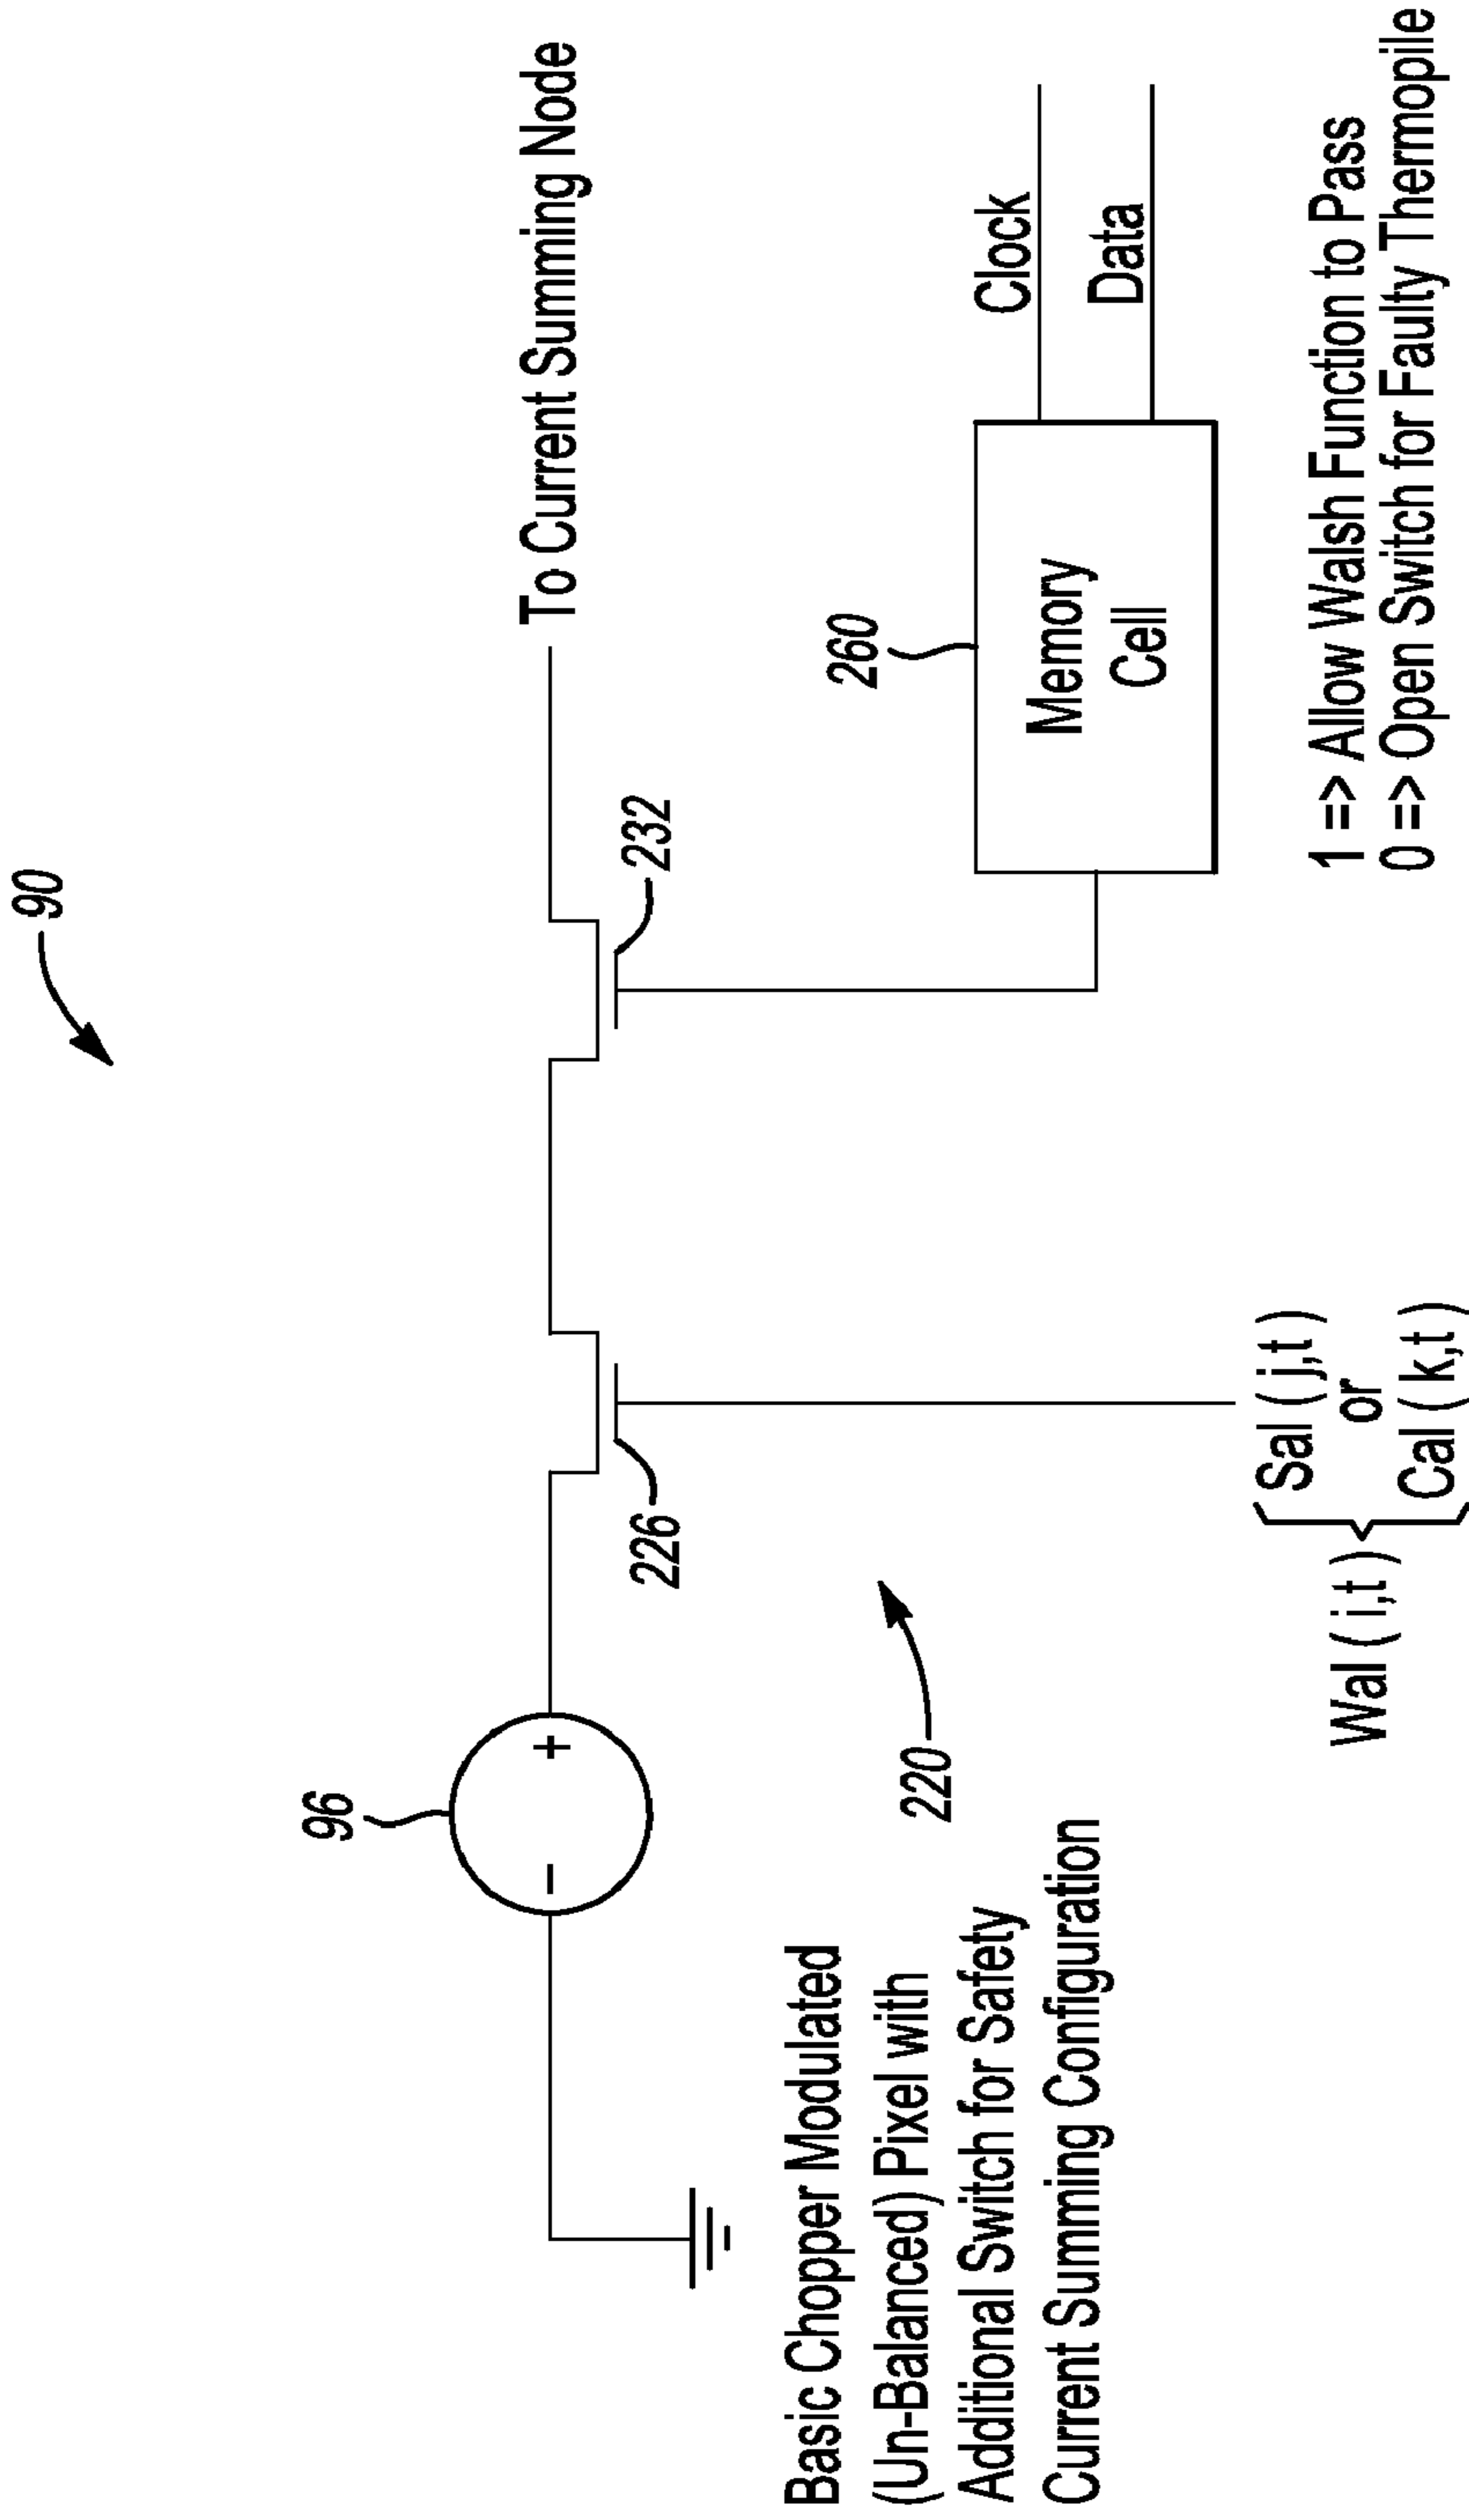 90
To Current Summing Node
96
226
232
260
Memory
Cell
Clock
Data
220
Basic Chopper Modulated
(Un-Balanced) Pixel with
Additional Switch for Safety
Current Summing Configuration
Wal ( i,t )
Sal ( j,t )
or
Cal ( k,t )
1 => Allow Walsh Function to Pass
0 => Open Switch for Faulty Thermopile